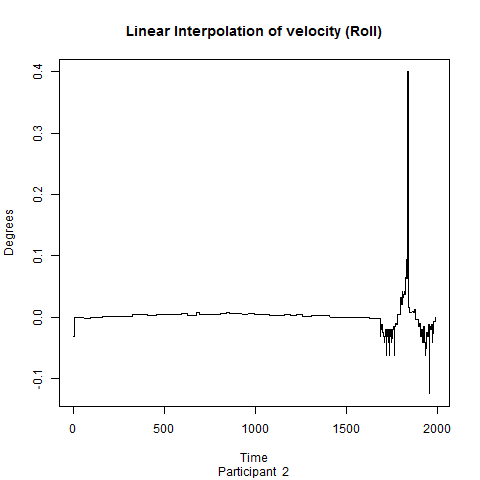 Linear Interpolation of velocity (Roll)
0.4
0.3
0.2
0.1
0.0
-0.1
Degrees
0 500 1000 1500 2000
Time
Participant 2